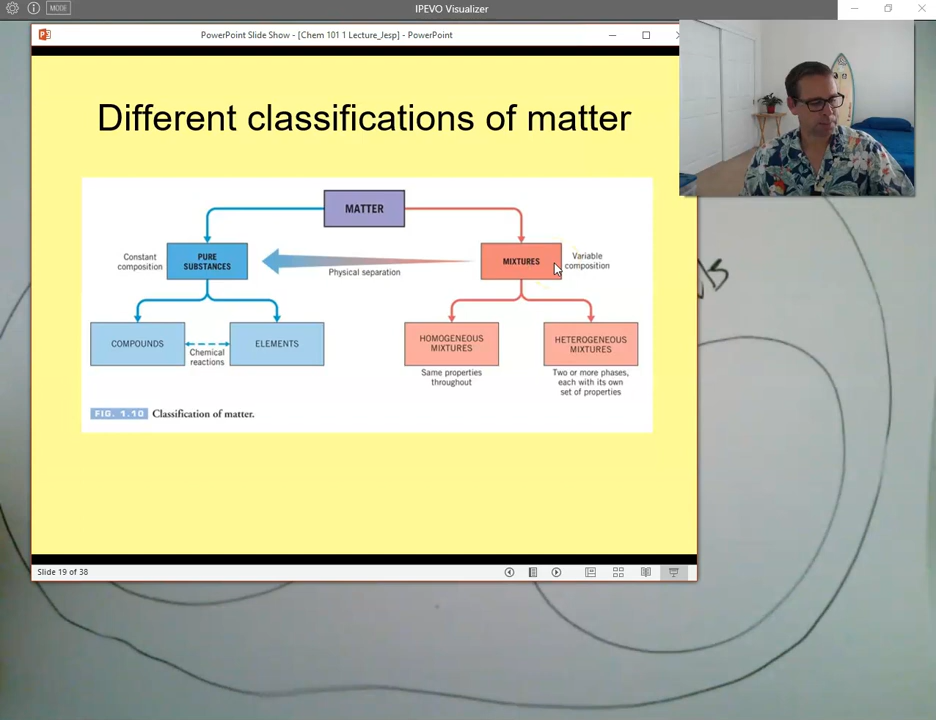 MODE
IPEVO Visualizer
PowerPoint Slide Show - [Chem 101 1 Lecture_Jesp] - PowerPoint
Different classifications of matter
MATTER
Constant
composition
PURE
SUBSTANCES
Physical separation
MIXTURES
Variable
composition
COMPOUNDS
Chemical
reactions
ELEMENTS
HOMOGENEOUS
MIXTURES
Same properties
throughout
HETEROGENEOUS
MIXTURES
Two or more phases,
each with its own
set of properties
FIG. 1.10 Classification of matter.
Slide 19 of 38